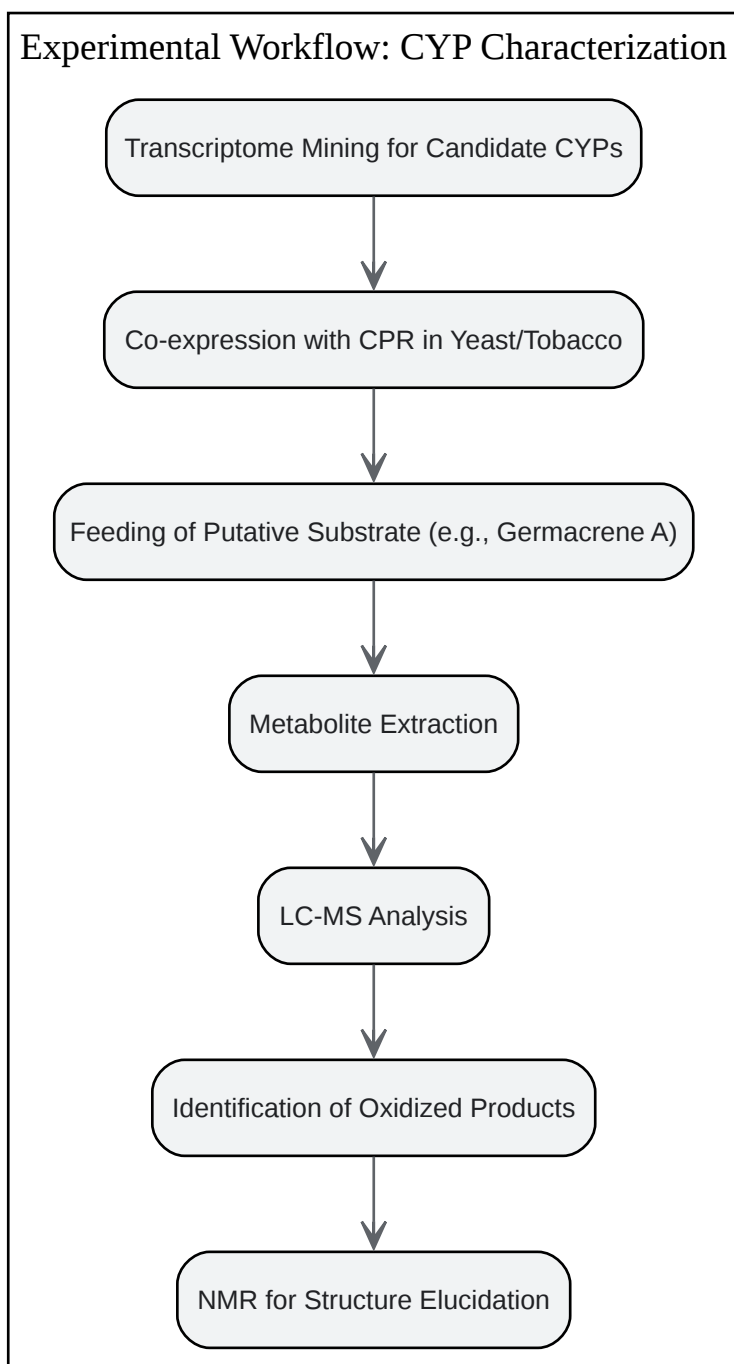 Experimental Workflow: CYP Characterization
Transcriptome Mining for Candidate CYPs
Co-expression with CPR in Yeast/Tobacco
Feeding of Putative Substrate (e.g., Germacrene A)
Metabolite Extraction
LC-MS Analysis
Identification of Oxidized Products
NMR for Structure Elucidation